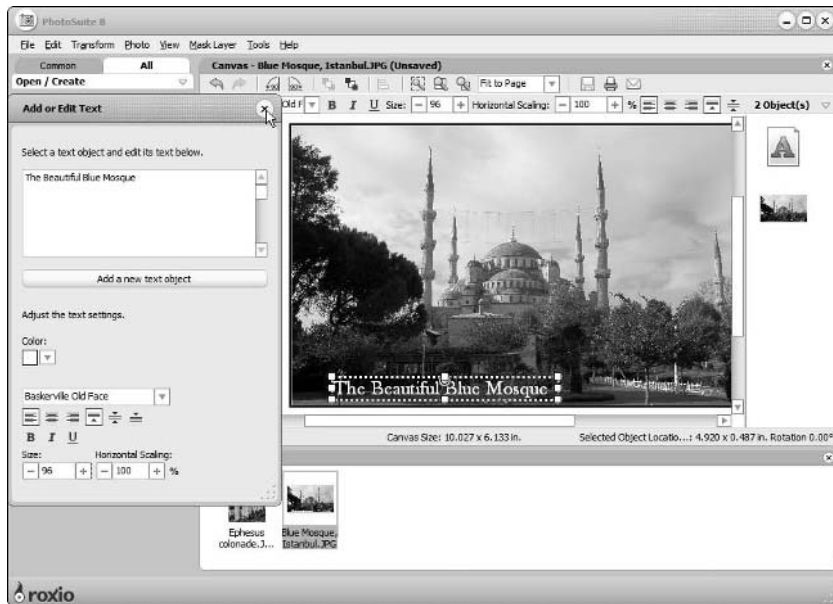 PhotoSuite 8
File Edit Transform Photo View Mask Layer Tools Help
Common All Canvas - Blue Mosque, Istanbul.JPG (Unsaved)
Open / Create
Fit to Page
Add or Edit Text
Old F B I U Size: 96 Horizontal Scaling: 100 % 2 Object(s)
Select a text object and edit its text below.
The Beautiful Blue Mosque
Add a new text object
Adjust the text settings.
Color:
Baskerville Old Face
B I U
Size: Horizontal Scaling:
96 100 %
A
The Beautiful Blue Mosque
Canvas Size: 10.027 x 6.133 in. Selected Object Locatio...: 4.920 x 0.487 in. Rotation 0.00°
Ephesus
colonade.J...
Blue Mosque,
Istanbul.JPG
roxio